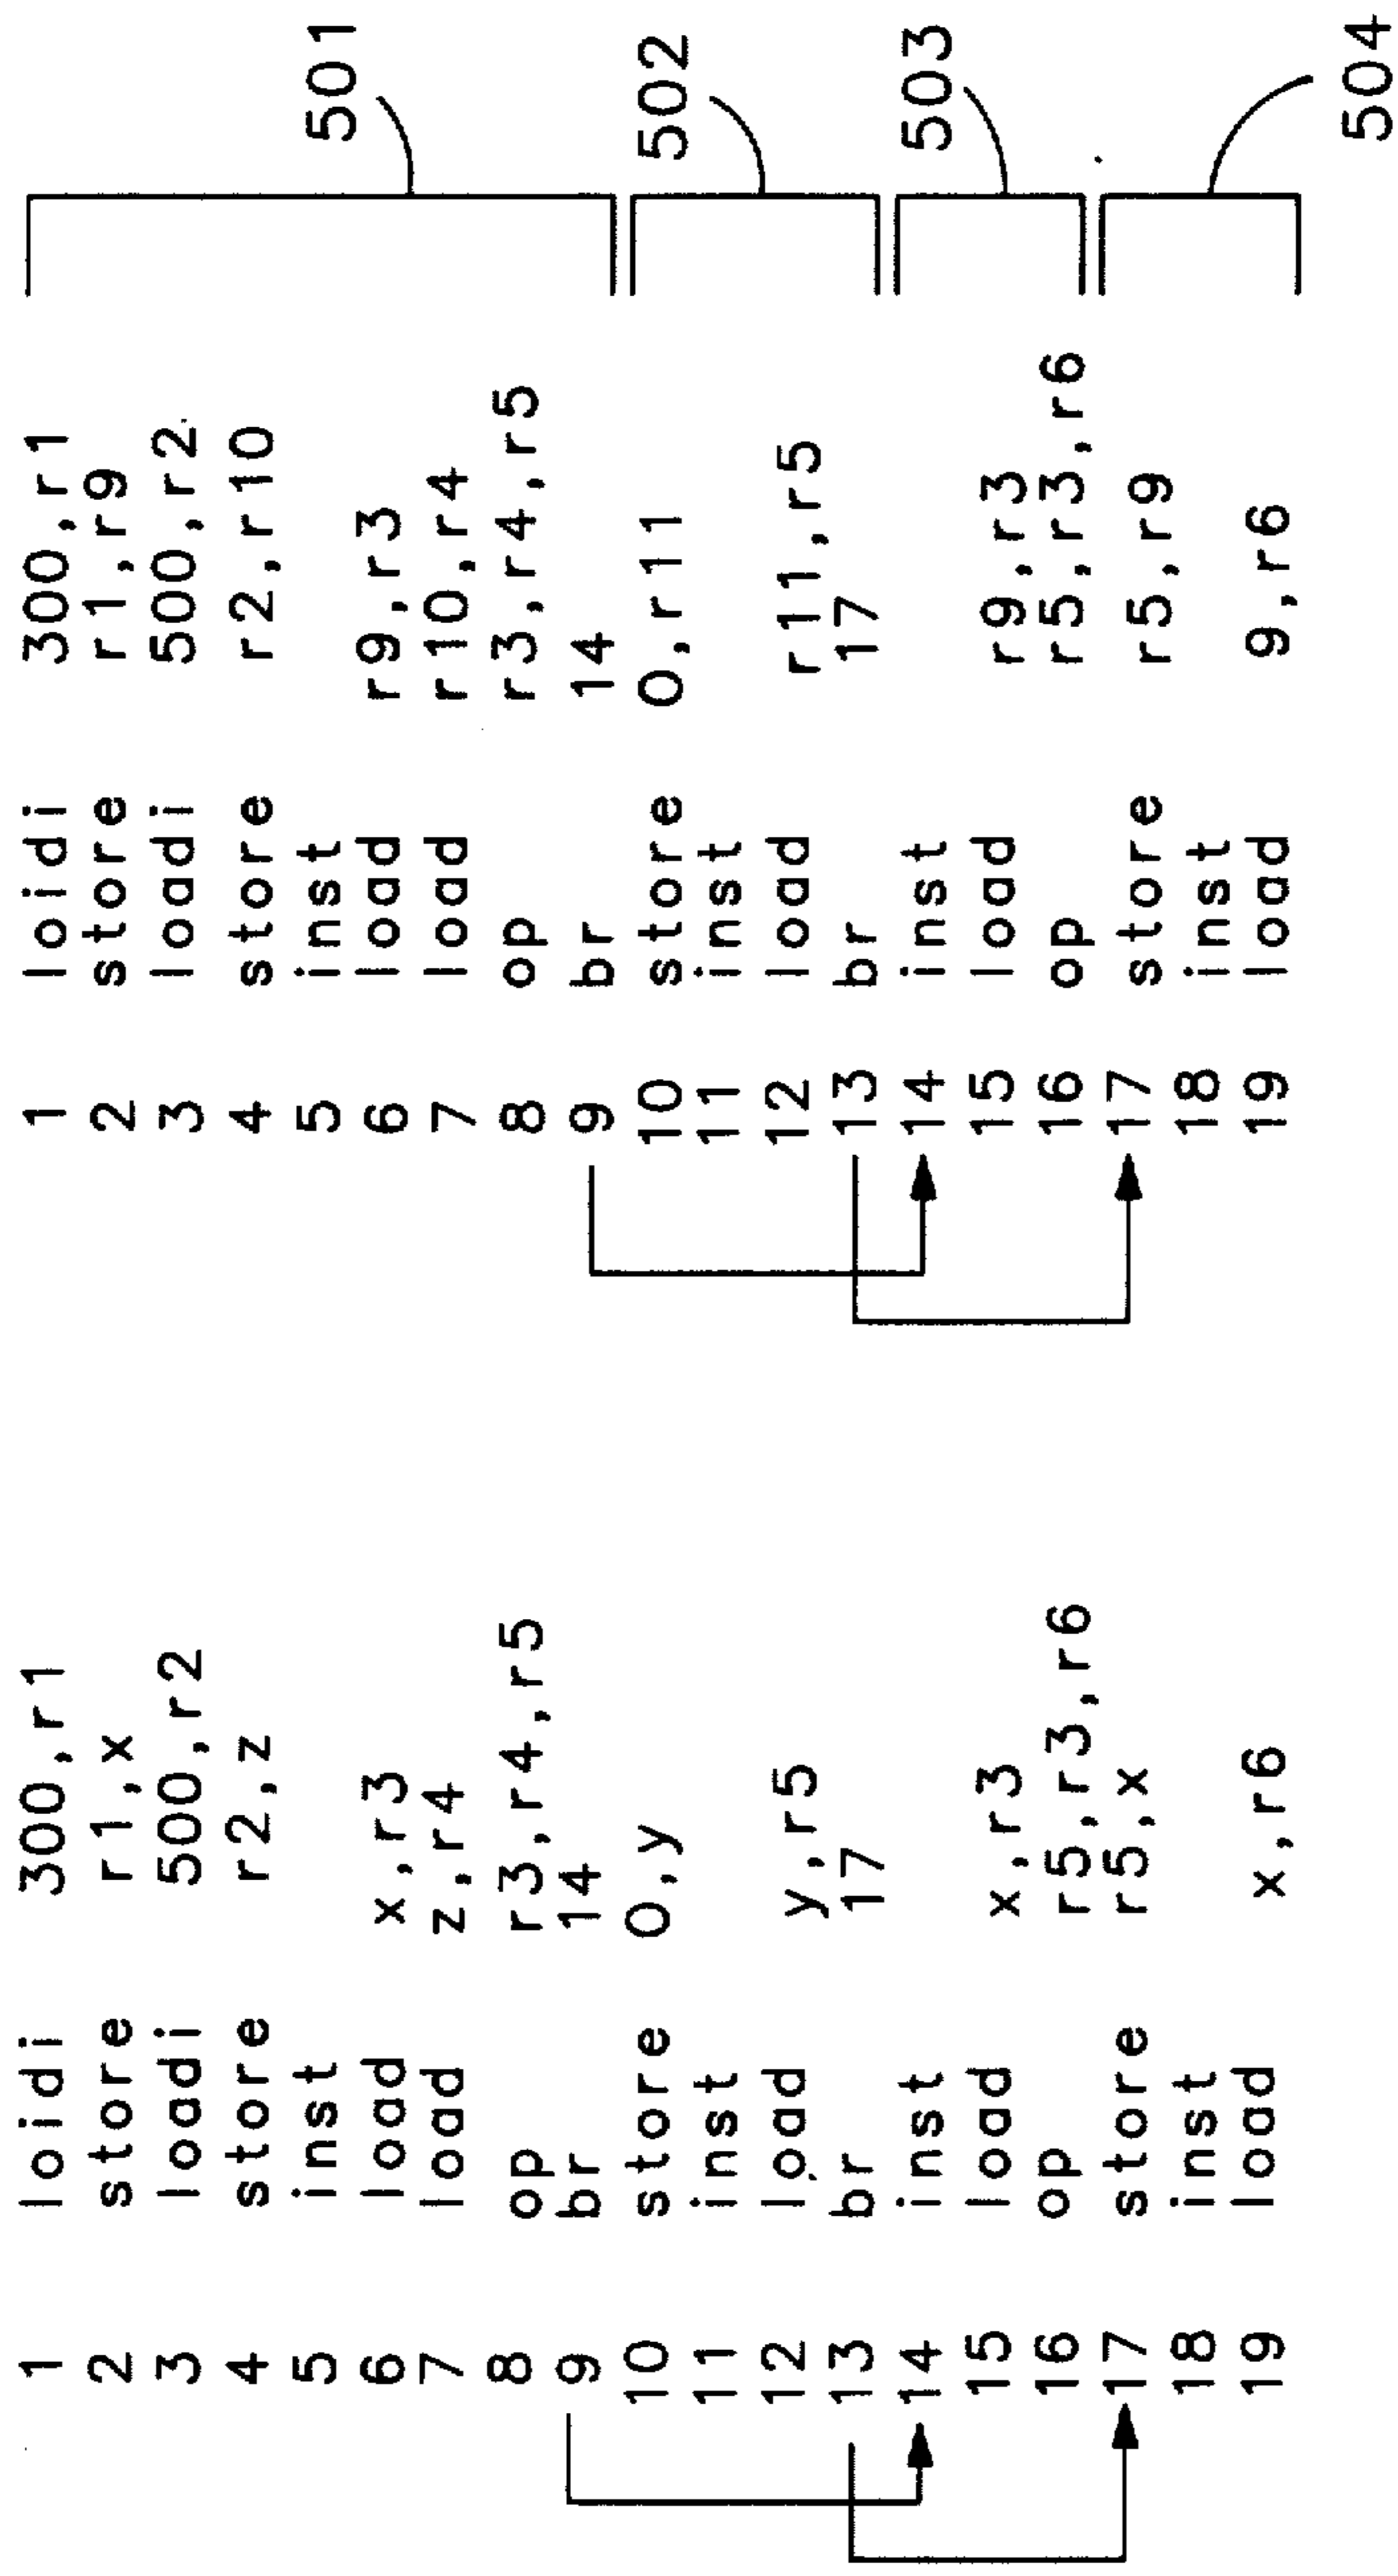 1 loidi 300,r1
2 store r1,x
3 loadi 500,r2
4 store r2,z
5 inst
6 load x,r3
7 load z,r4
8 op r3,r4,r5
9 br 14
10 store 0,y
11 inst
12 load y,r5
13 br 17
14 inst
15 load x,r3
16 op r5,r3,r6
17 store r5,x
18 inst
19 load x,r6
1 loidi 300,r1
2 store r1,r9
3 loadi 500,r2
4 store r2,r10
5 inst
6 load r9,r3
7 load r10,r4
8 op r3,r4,r5
9 br 14
10 store 0,r11
11 inst
12 load r11,r5
13 br 17
14 inst
15 load r9,r3
16 op r5,r3,r6
17 store r5,r9
18 inst
19 load 9,r6
501
502
503
504